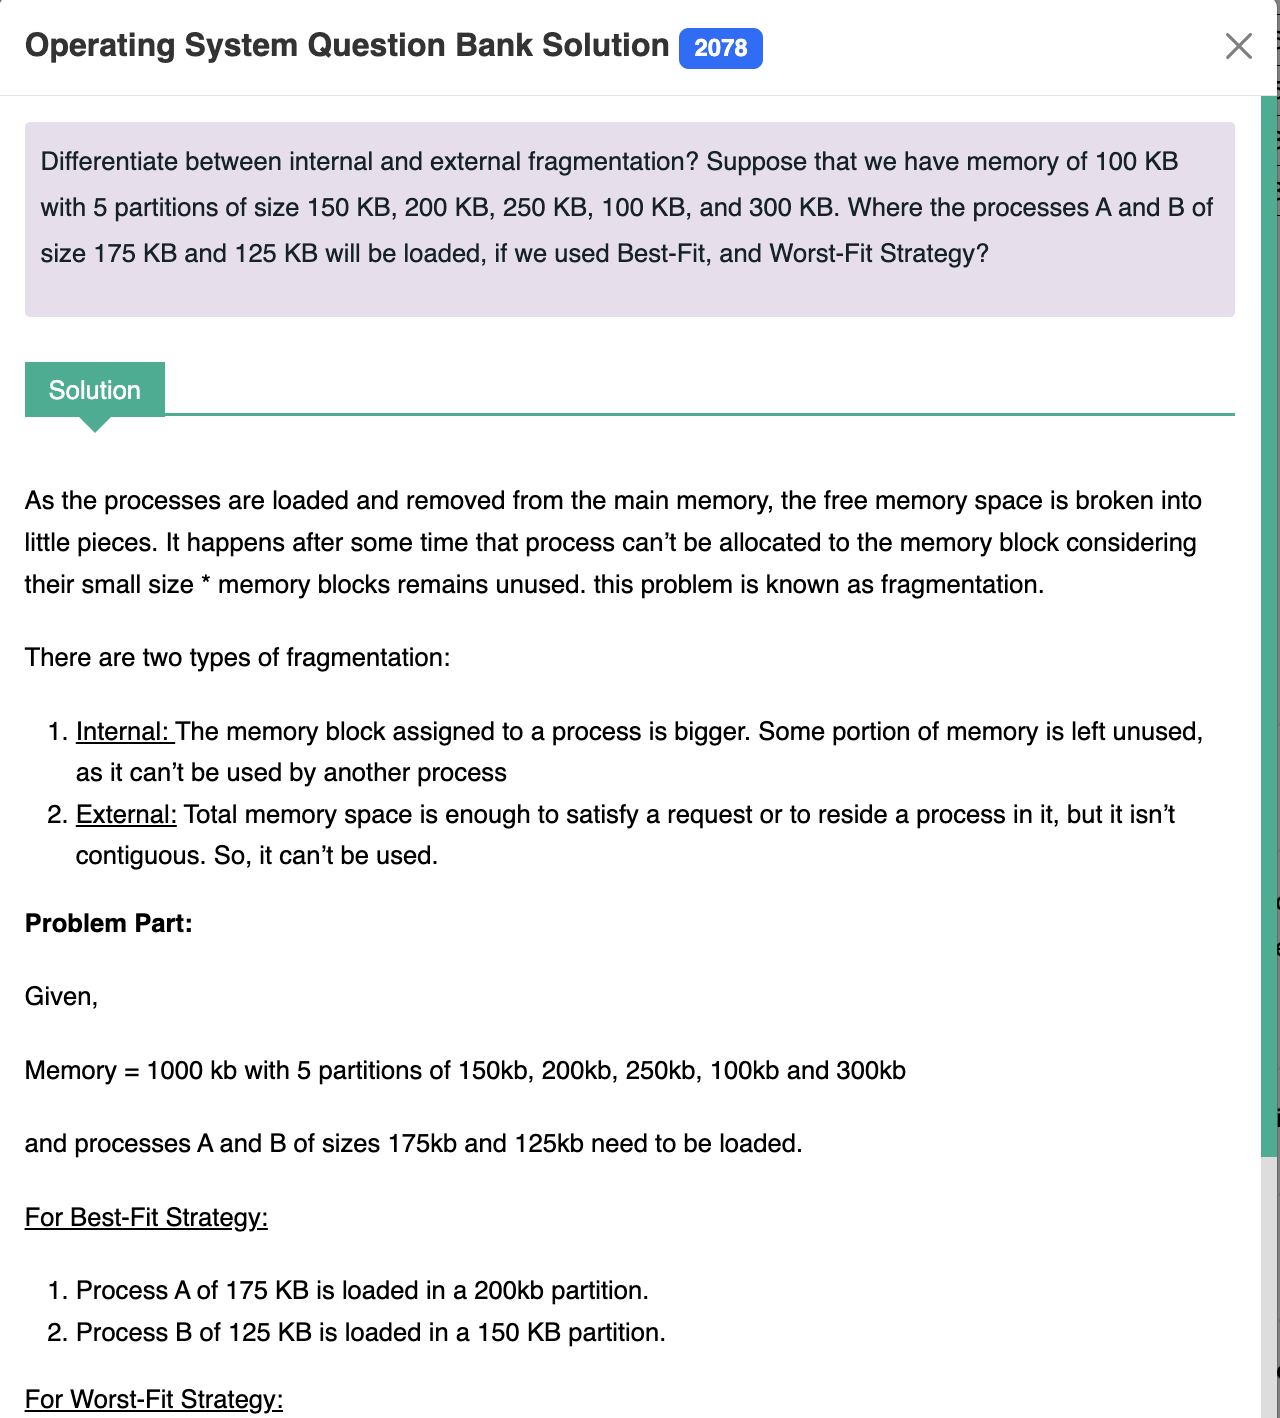 Operating System Question Bank Solution 2078
Differentiate between internal and external fragmentation? Suppose that we have memory of 100 KB
with 5 partitions of size 150 KB, 200 KB, 250 KB, 100 KB, and 300 KB. Where the processes A and B of
size 175 KB and 125 KB will be loaded, if we used Best-Fit, and Worst-Fit Strategy?
Solution
As the processes are loaded and removed from the main memory, the free memory space is broken into
little pieces. It happens after some time that process can’t be allocated to the memory block considering
their small size * memory blocks remains unused. this problem is known as fragmentation.
There are two types of fragmentation:
1. Internal: The memory block assigned to a process is bigger. Some portion of memory is left unused,
as it can’t be used by another process
2. External: Total memory space is enough to satisfy a request or to reside a process in it, but it isn’t
contiguous. So, it can’t be used.
Problem Part:
Given,
Memory = 1000 kb with 5 partitions of 150kb, 200kb, 250kb, 100kb and 300kb
and processes A and B of sizes 175kb and 125kb need to be loaded.
For Best-Fit Strategy:
1. Process A of 175 KB is loaded in a 200kb partition.
2. Process B of 125 KB is loaded in a 150 KB partition.
For Worst-Fit Strategy: